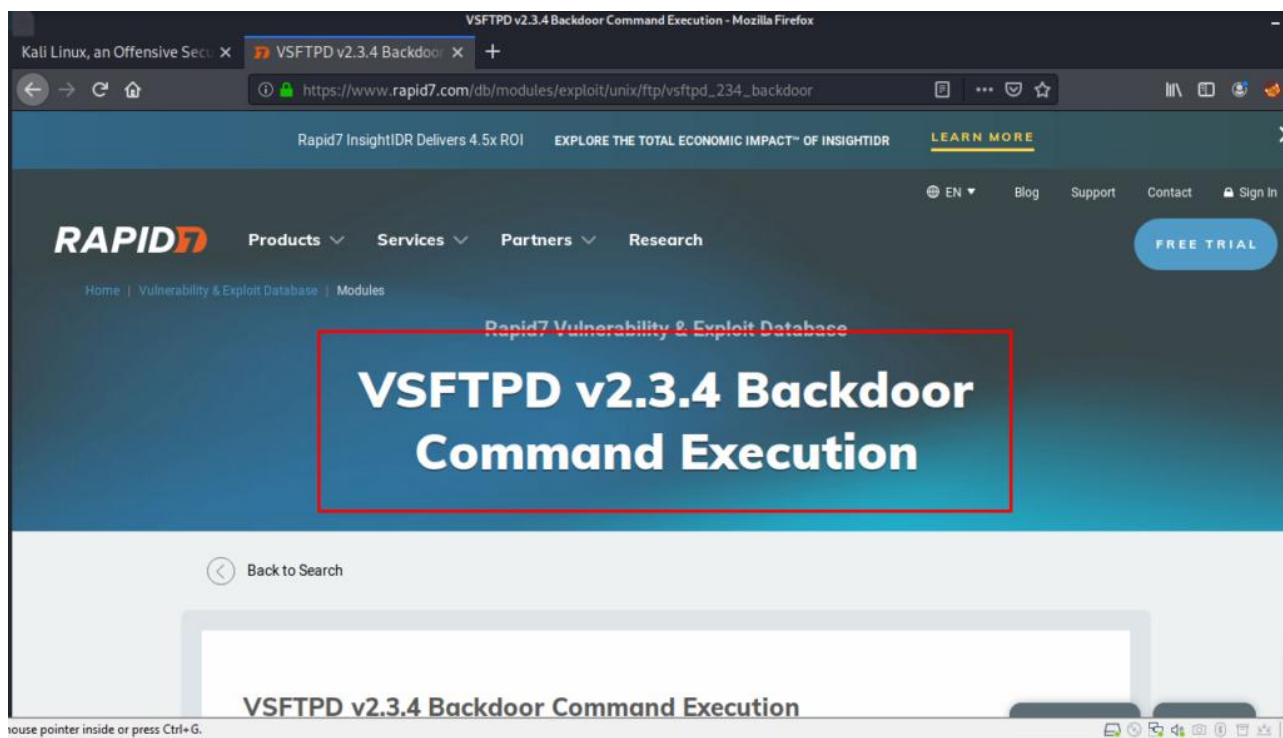 VSFTPD v2.3.4 Backdoor Command Execution - Mozilla Firefox
Kali Linux, an Offensive Secu
VSFTPD v2.3.4 Backdoor
https://www.rapid7.com/db/modules/exploit/unix/ftp/vsftpd_234_backdoor
Rapid7 InsightIDR Delivers 4.5x ROI EXPLORE THE TOTAL ECONOMIC IMPACT™ OF INSIGHTIDR LEARN MORE
EN Blog Support Contact Sign In
RAPID7 Products Services Partners Research FREE TRIAL
Home | Vulnerability & Exploit Database | Modules
Rapid7 Vulnerability & Exploit Database
VSFTPD v2.3.4 Backdoor
Command Execution
Back to Search
VSFTPD v2.3.4 Backdoor Command Execution
mouse pointer inside or press Ctrl+G.